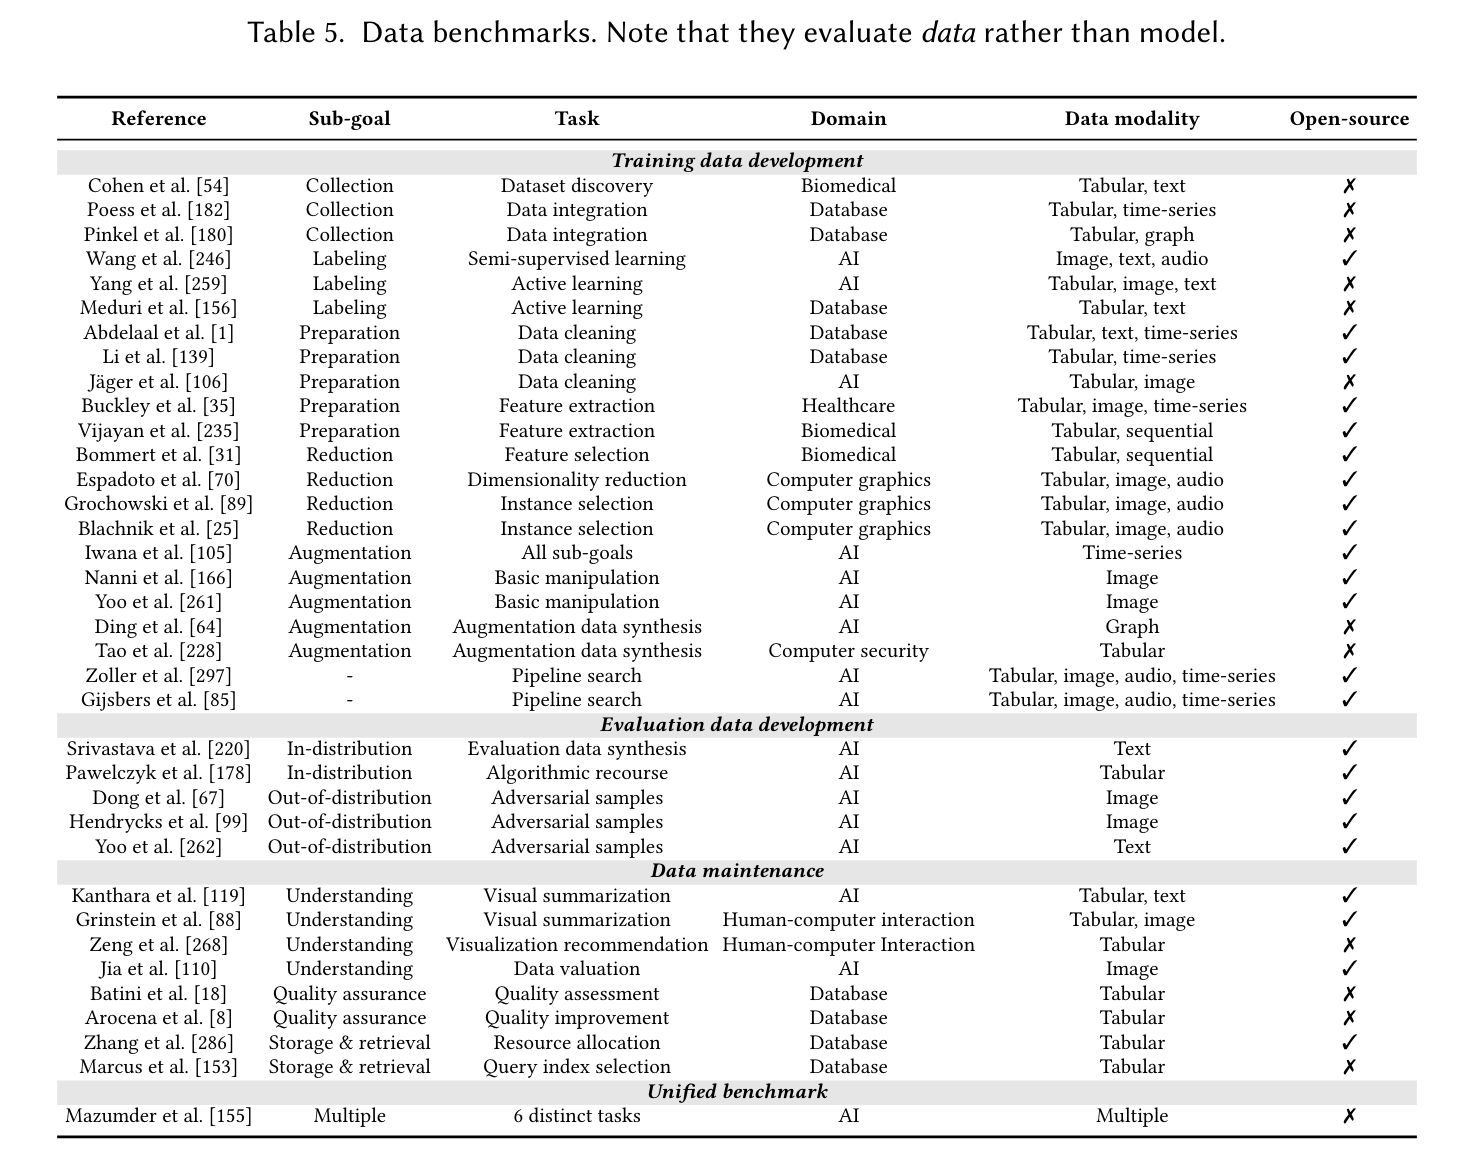 Table 5. Data benchmarks. Note that they evaluate data rather than model.
Reference Sub-goal Task Domain Data modality Open-source
Training data development
Cohen et al. [54] Collection Dataset discovery Biomedical Tabular, text ✗
Poess et al. [182] Collection Data integration Database Tabular, time-series ✗
Pinkel et al. [180] Collection Data integration Database Tabular, graph ✗
Wang et al. [246] Labeling Semi-supervised learning AI Image, text, audio ✓
Yang et al. [259] Labeling Active learning AI Tabular, image, text ✗
Meduri et al. [156] Labeling Active learning Database Tabular, text ✗
Abdelaal et al. [1] Preparation Data cleaning Database Tabular, text, time-series ✓
Li et al. [139] Preparation Data cleaning Database Tabular, time-series ✓
Jäger et al. [106] Preparation Data cleaning AI Tabular, image ✗
Buckley et al. [35] Preparation Feature extraction Healthcare Tabular, image, time-series ✓
Vijayan et al. [235] Preparation Feature extraction Biomedical Tabular, sequential ✓
Bommert et al. [31] Reduction Feature selection Biomedical Tabular, sequential ✓
Espadoto et al. [70] Reduction Dimensionality reduction Computer graphics Tabular, image, audio ✓
Grochowski et al. [89] Reduction Instance selection Computer graphics Tabular, image, audio ✓
Blachnik et al. [25] Reduction Instance selection Computer graphics Tabular, image, audio ✓
Iwana et al. [105] Augmentation All sub-goals AI Time-series ✓
Nanni et al. [166] Augmentation Basic manipulation AI Image ✓
Yoo et al. [261] Augmentation Basic manipulation AI Image ✓
Ding et al. [64] Augmentation Augmentation data synthesis AI Graph ✗
Tao et al. [228] Augmentation Augmentation data synthesis Computer security Tabular ✗
Zoller et al. [297] - Pipeline search AI Tabular, image, audio, time-series ✓
Gijsbers et al. [85] - Pipeline search AI Tabular, image, audio, time-series ✓
Evaluation data development
Srivastava et al. [220] In-distribution Evaluation data synthesis AI Text ✓
Pawelczyk et al. [178] In-distribution Algorithmic recourse AI Tabular ✓
Dong et al. [67] Out-of-distribution Adversarial samples AI Image ✓
Hendrycks et al. [99] Out-of-distribution Adversarial samples AI Image ✓
Yoo et al. [262] Out-of-distribution Adversarial samples AI Text ✓
Data maintenance
Kanthara et al. [119] Understanding Visual summarization AI Tabular, text ✓
Grinstein et al. [88] Understanding Visual summarization Human-computer interaction Tabular, image ✓
Zeng et al. [268] Understanding Visualization recommendation Human-computer Interaction Tabular ✗
Jia et al. [110] Understanding Data valuation AI Image ✓
Batini et al. [18] Quality assurance Quality assessment Database Tabular ✗
Arocena et al. [8] Quality assurance Quality improvement Database Tabular ✗
Zhang et al. [286] Storage & retrieval Resource allocation Database Tabular ✓
Marcus et al. [153] Storage & retrieval Query index selection Database Tabular ✗
Unified benchmark
Mazumder et al. [155] Multiple 6 distinct tasks AI Multiple ✗